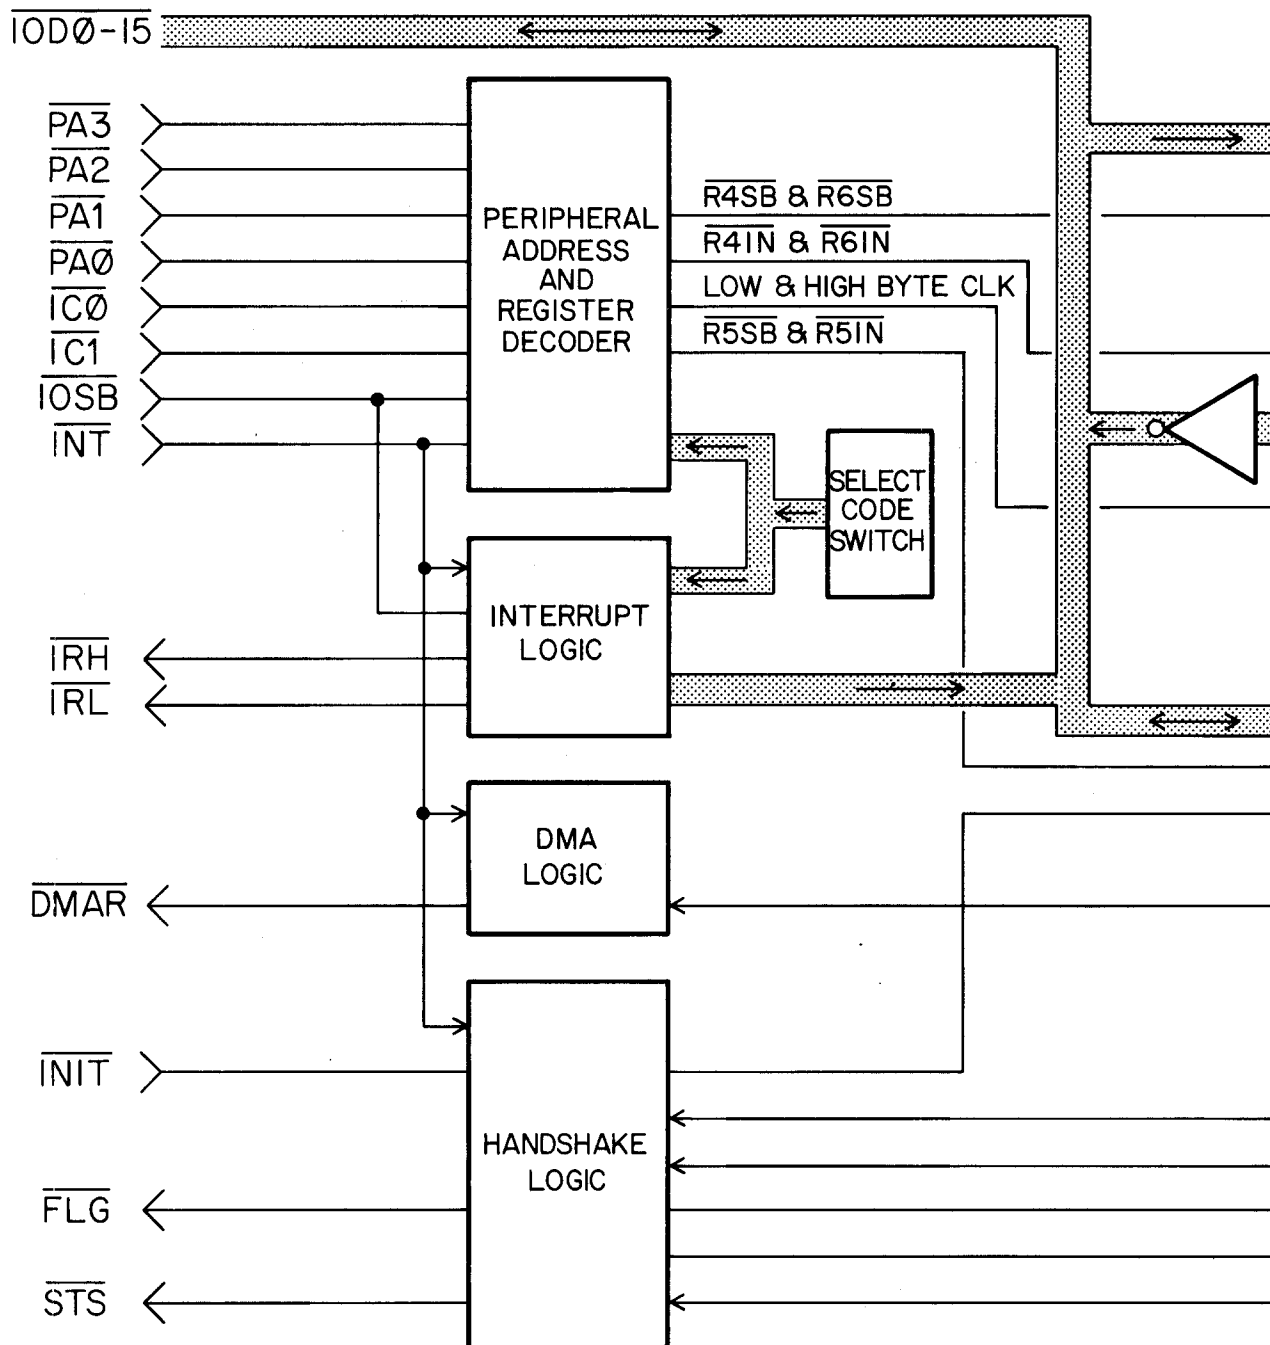 IODØ-15
PA3
PA2
PA1
PAØ
ICØ
IC1
IOSB
INT
PERIPHERAL
ADDRESS
AND
REGISTER
DECODER
R4SB & R6SB
R4IN & R6IN
LOW & HIGH BYTE CLK
R5SB & R5IN
SELECT
CODE
SWITCH
INTERRUPT
LOGIC
IRH
IRL
DMA
LOGIC
DMAR
INIT
HANDSHAKE
LOGIC
FLG
STS